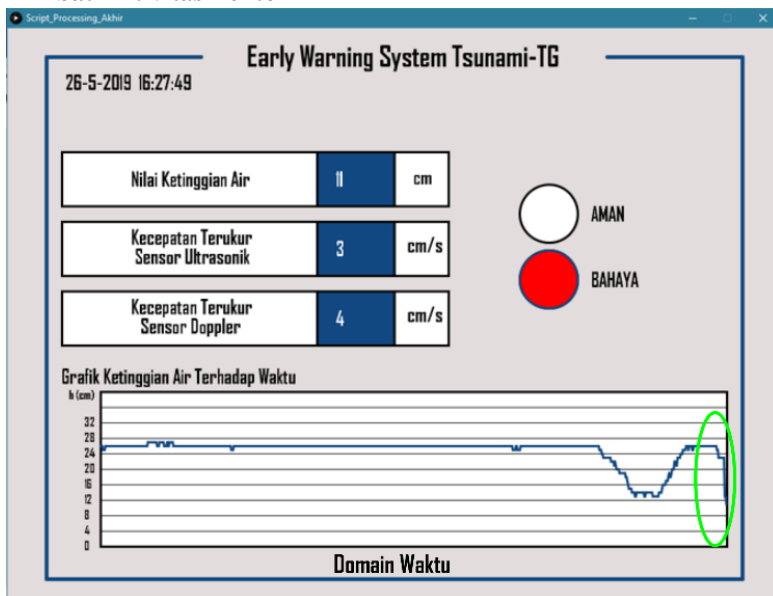 Script_Processing_Akhir
Early Warning System Tsunami-TG
26-5-2019 16:27:49
Nilai Ketinggian Air 11 cm
AMAN
Kecepatan Terukur
Sensor Ultrasonik 3 cm/s
BAHAYA
Kecepatan Terukur
Sensor Doppler 4 cm/s
Grafik Ketinggian Air Terhadap Waktu
h (cm)
32
28
24
20
16
12
8
4
0
Domain Waktu